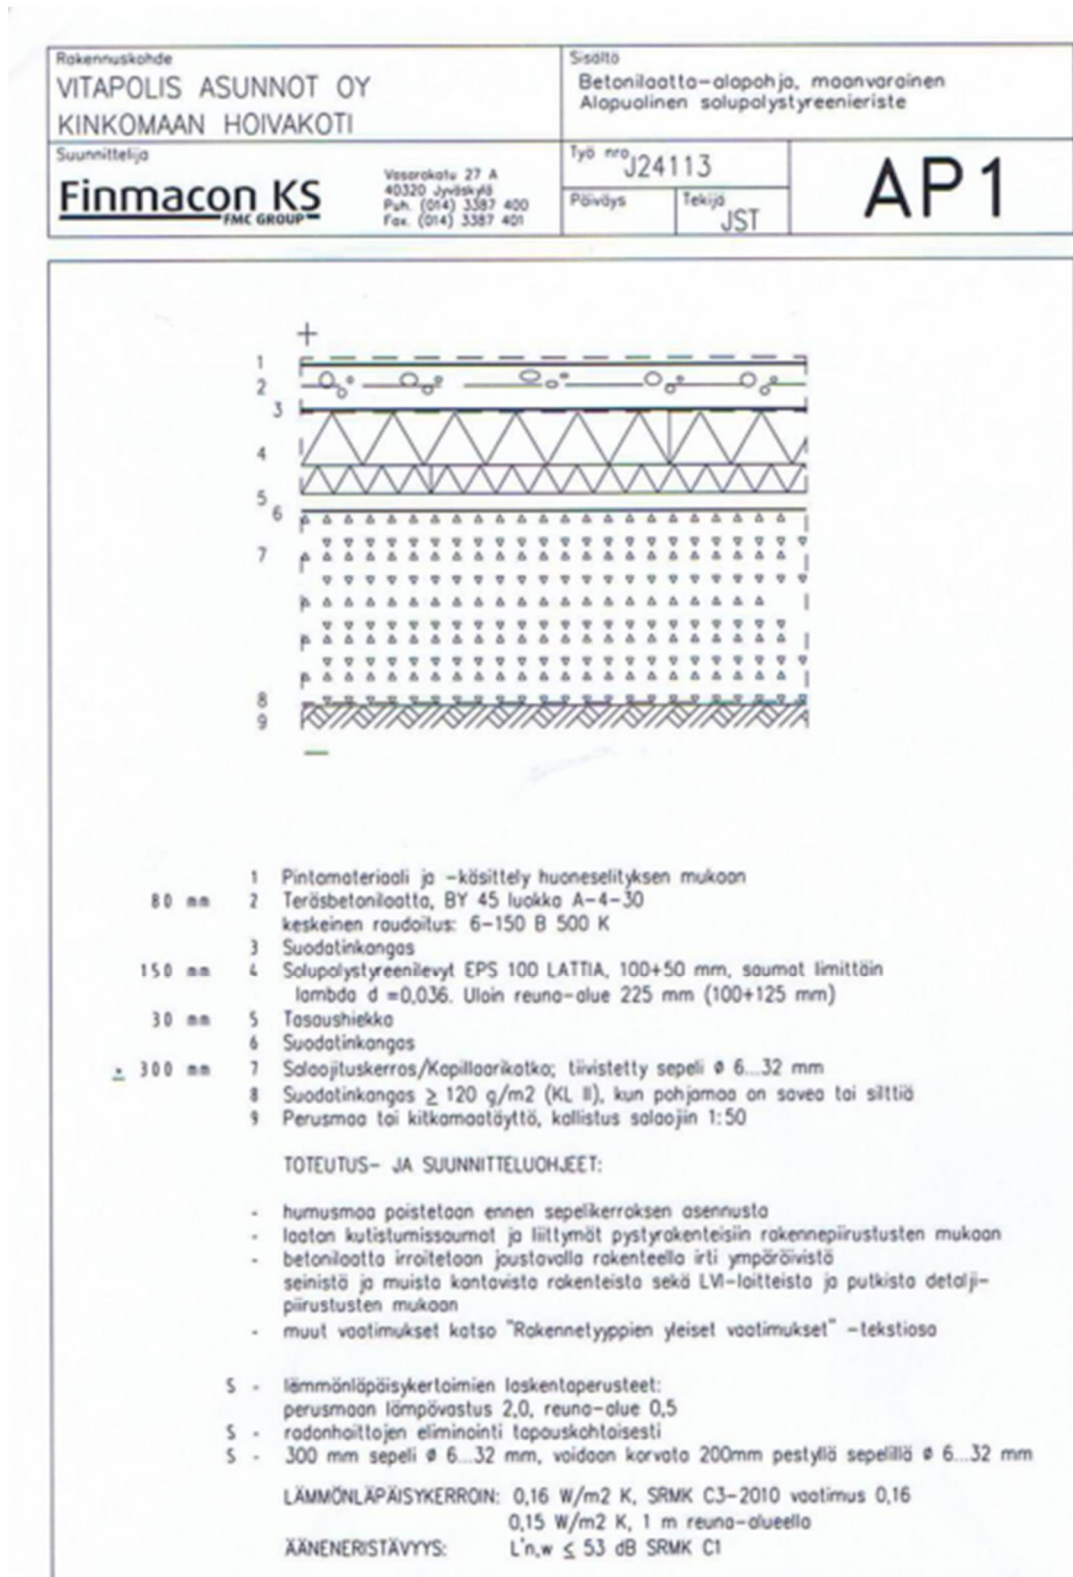 Rakennuskohde
VITAPOLIS ASUNNOT OY
KINKOMAAN HOIVAKOTI
Sisältö
Betonilaatta-alapohja, maanvarainen
Alapuolinen solupolystyreenieriste
Suunnittelija
Finmacon KS
FMC GROUP
Vasarakatu 27 A
40320 Jyväskylä
Puh. (014) 3387 400
Fax. (014) 3387 401
Työ nro
J24113
Päiväys
Tekijä
JST
AP1
+
1
2
3
4
5
6
7
8
9
1 Pintamateriaali ja -käsittely huoneselityksen mukaan
80 mm 2 Teräsbetonilaatta, BY 45 luokka A-4-30
keskeinen raudoitus: 6-150 B 500 K
3 Suodatinkangas
150 mm 4 Solupolystyreenilevyt EPS 100 LATTIA, 100+50 mm, saumat limittäin
lambda d =0,036. Uloin reuna-alue 225 mm (100+125 mm)
30 mm 5 Tasaushiekka
6 Suodatinkangas
300 mm 7 Salaojituskerros/Kapillaarikatko; tiivistetty sepeli ø 6...32 mm
8 Suodatinkangas ≥ 120 g/m2 (KL II), kun pohjamaa on savea tai silttiä
9 Perusmaa tai kitkamaatäyttö, kallistus salaojiin 1:50
TOTEUTUS- JA SUUNNITTELUOHJEET:
- humusmaa poistetaan ennen sepelikerroksen asennusta
- laatan kutistumissaumat ja liittymät pystyrakenteisiin rakennepiirustusten mukaan
- betonilaatta irroitetaan joustavalla rakenteella irti ympäröivistä
seinistä ja muista kantavista rakenteista sekä LVI-laitteista ja putkista detalji-
piirustusten mukaan
- muut vaatimukset katso "Rakennetyyppien yleiset vaatimukset" -tekstiosa
S - lämmönläpäisykertoimien laskentaperusteet:
perusmaan lämpövastus 2,0, reuna-alue 0,5
S - radonhaittojen eliminointi tapauskohtaisesti
S - 300 mm sepeli ø 6...32 mm, voidaan korvata 200mm pestyllä sepelillä ø 6...32 mm
LÄMMÖNLÄPÄISYKERROIN: 0,16 W/m2 K, SRMK C3-2010 vaatimus 0,16
0,15 W/m2 K, 1 m reuna-alueella
ÄÄNENERISTÄVYYS: L'n,w ≤ 53 dB SRMK C1